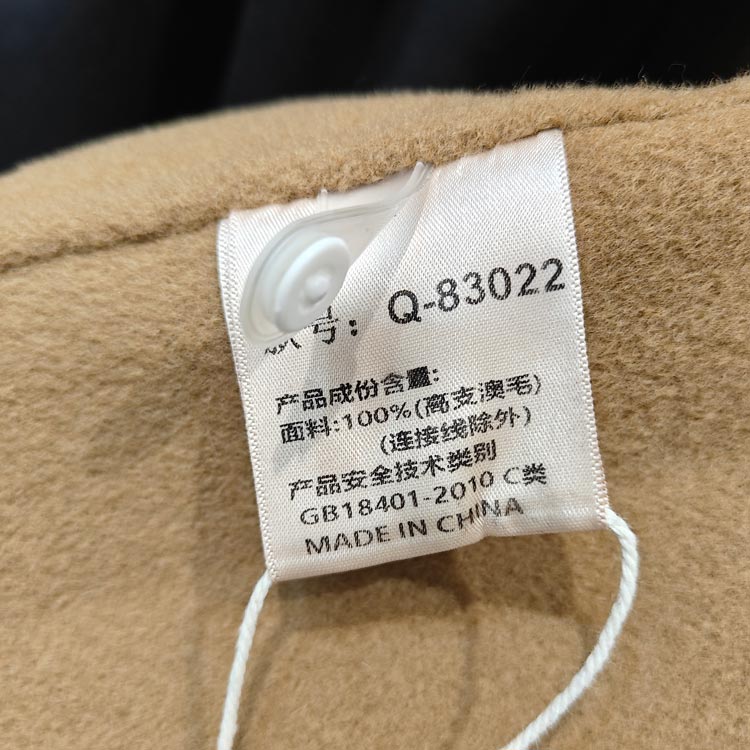 号: Q-83022
产品成份含量:
面料:100%(高支澳毛)
(连接线除外)
产品安全技术类别
GB18401-2010 C类
MADE IN CHINA